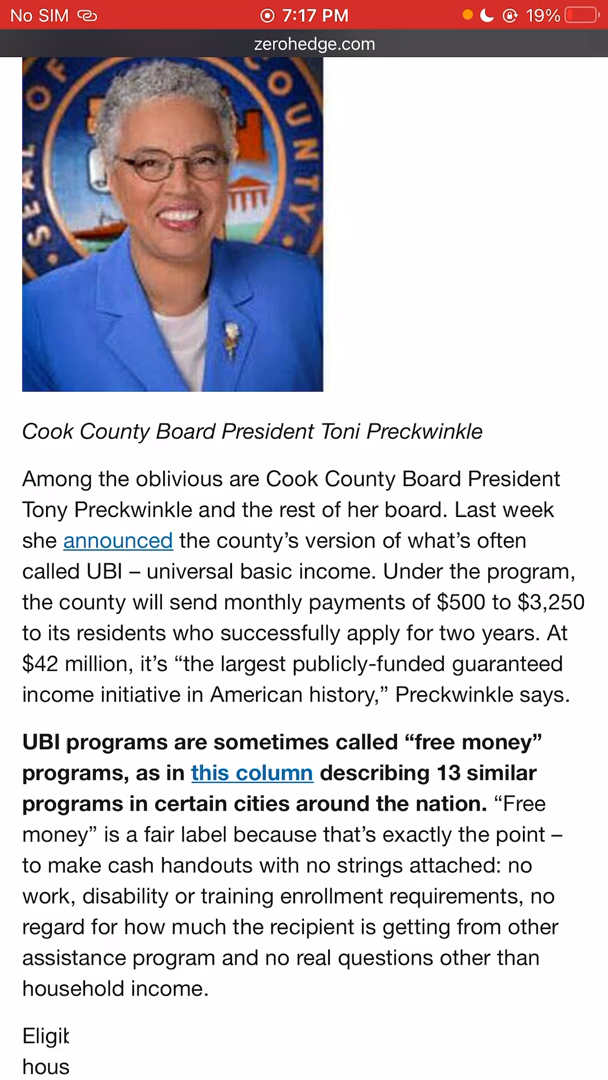 No SIM 7:17 PM 19%
zerohedge.com
SEAL OF COUNTY
Cook County Board President Toni Preckwinkle
Among the oblivious are Cook County Board President
Tony Preckwinkle and the rest of her board. Last week
she announced the county’s version of what’s often
called UBI – universal basic income. Under the program,
the county will send monthly payments of $500 to $3,250
to its residents who successfully apply for two years. At
$42 million, it’s “the largest publicly-funded guaranteed
income initiative in American history,” Preckwinkle says.
UBI programs are sometimes called “free money”
programs, as in this column describing 13 similar
programs in certain cities around the nation. “Free
money” is a fair label because that’s exactly the point –
to make cash handouts with no strings attached: no
work, disability or training enrollment requirements, no
regard for how much the recipient is getting from other
assistance program and no real questions other than
household income.
Eligib
hous